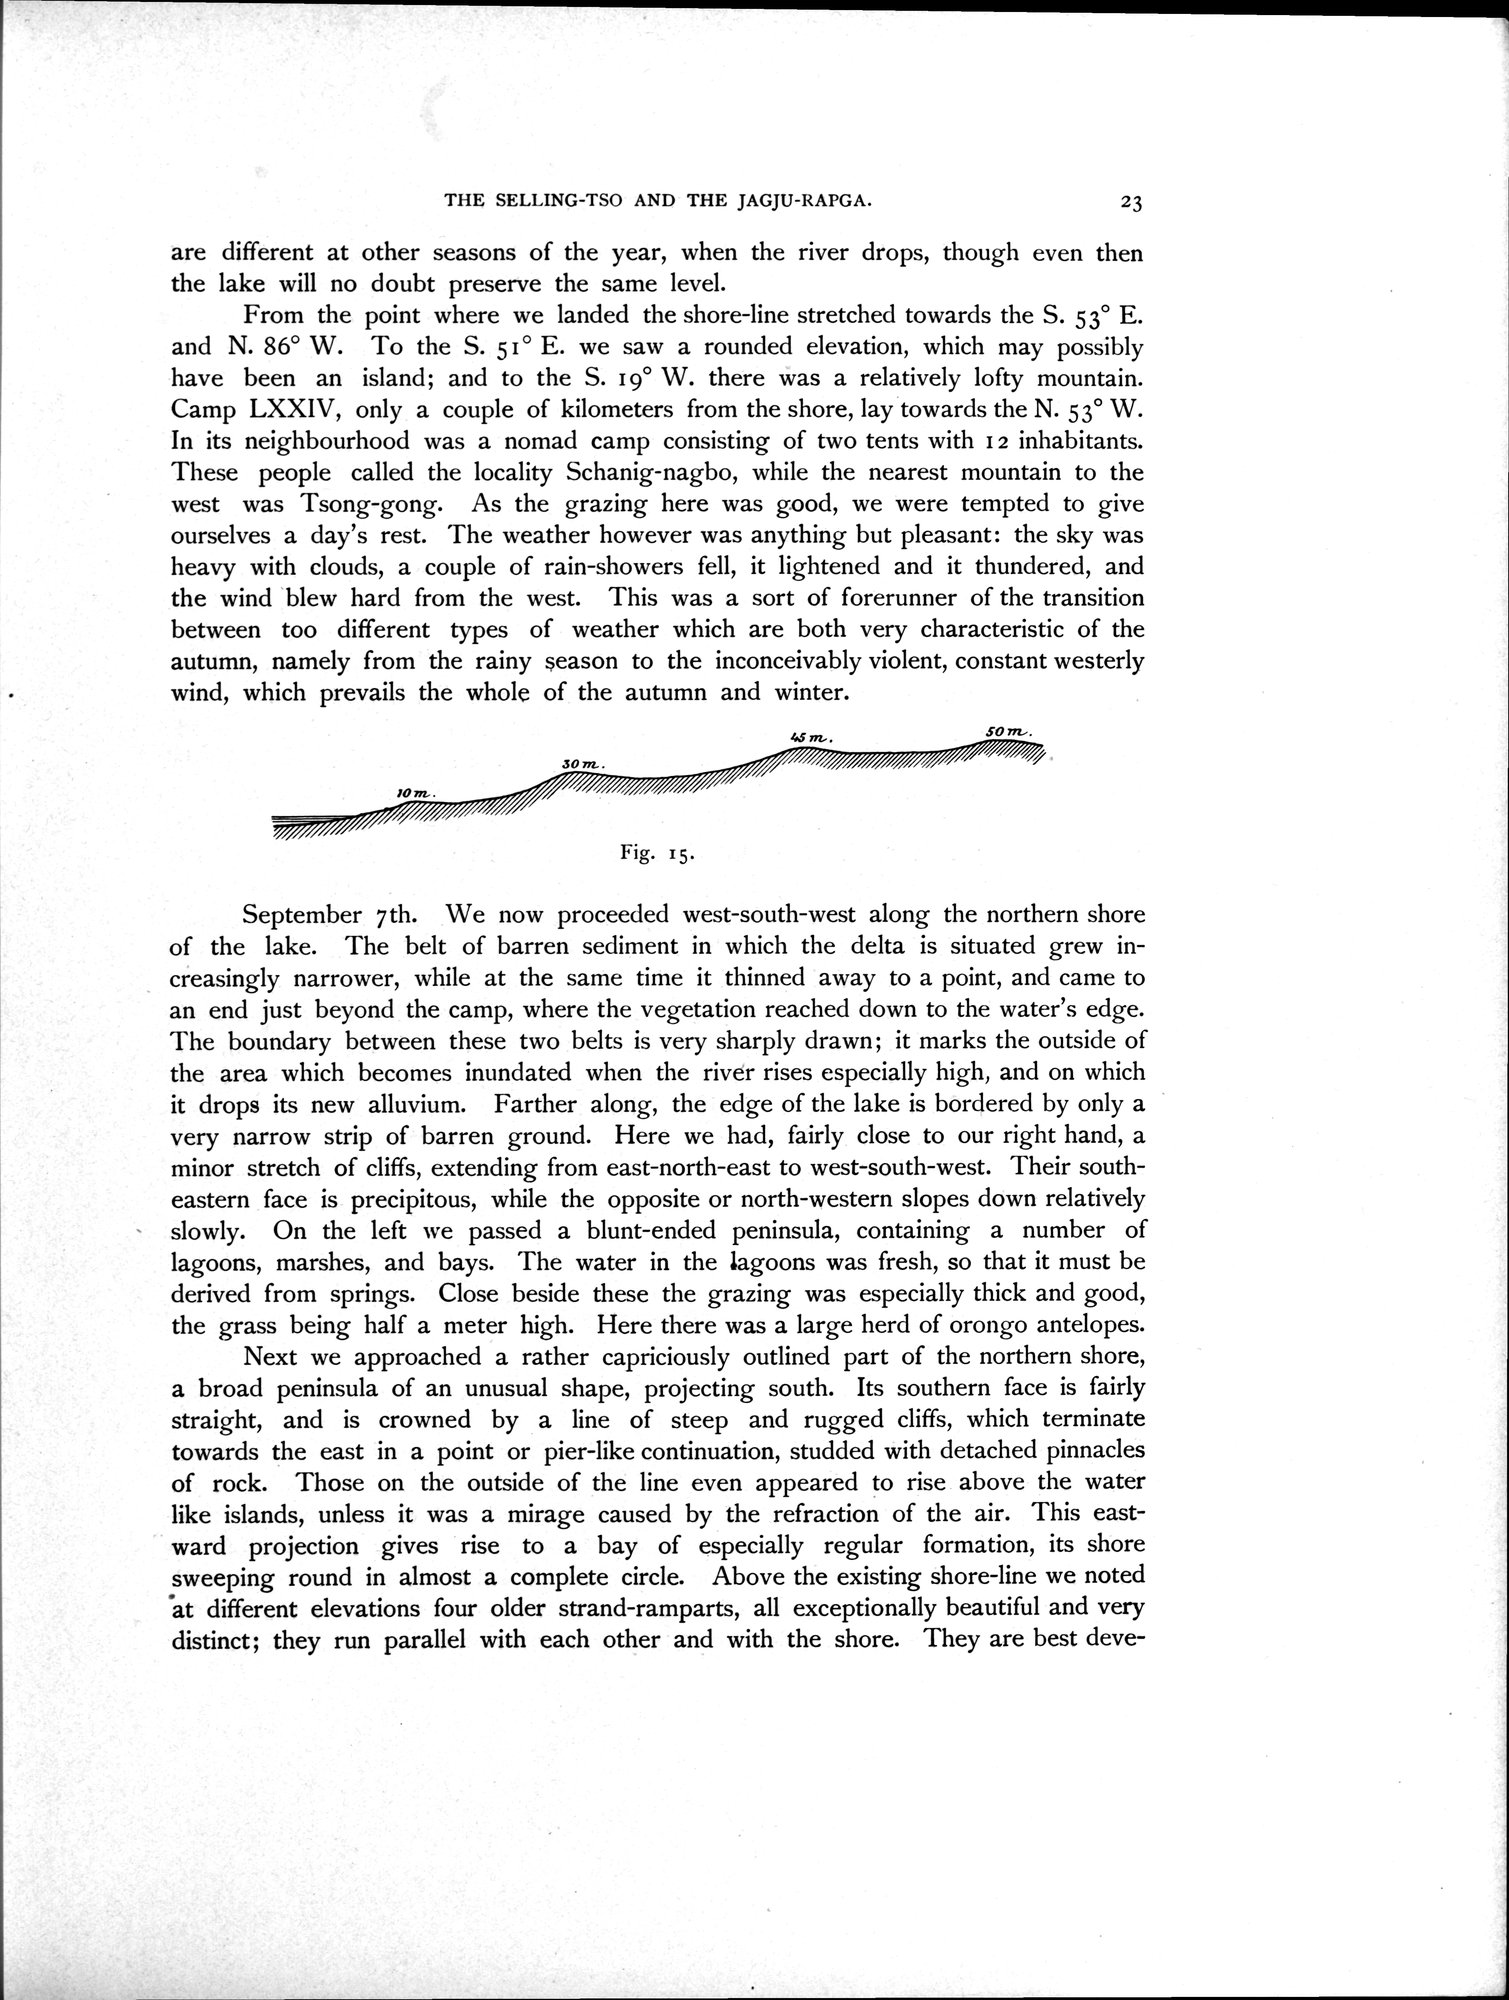 THE SELLING-TSO AND THE JAGJU-RAPGA. 23
are different at other seasons of the year, when the river drops, though even then
the lake will no doubt preserve the same level.
From the point where we landed the shore-line stretched towards the S. 53° E.
and N. 86° W. To the S. 51° E. we saw a rounded elevation, which may possibly
have been an island; and to the S. 19° W. there was a relatively lofty mountain.
Camp LXXIV, only a couple of kilometers from the shore, lay towards the N. 53° W.
In its neighbourhood was a nomad camp consisting of two tents with 12 inhabitants.
These people called the locality Schanig-nagbo, while the nearest mountain to the
west was Tsong-gong. As the grazing here was good, we were tempted to give
ourselves a day's rest. The weather however was anything but pleasant: the sky was
heavy with clouds, a couple of rain-showers fell, it lightened and it thundered, and
the wind blew hard from the west. This was a sort of forerunner of the transition
between too different types of weather which are both very characteristic of the
autumn, namely from the rainy season to the inconceivably violent, constant westerly
wind, which prevails the whole of the autumn and winter.
10 m. 30 m. 45 m. 50 m.
Fig. 15.
September 7th. We now proceeded west-south-west along the northern shore
of the lake. The belt of barren sediment in which the delta is situated grew in-
creasingly narrower, while at the same time it thinned away to a point, and came to
an end just beyond the camp, where the vegetation reached down to the water's edge.
The boundary between these two belts is very sharply drawn; it marks the outside of
the area which becomes inundated when the river rises especially high, and on which
it drops its new alluvium. Farther along, the edge of the lake is bordered by only a
very narrow strip of barren ground. Here we had, fairly close to our right hand, a
minor stretch of cliffs, extending from east-north-east to west-south-west. Their south-
eastern face is precipitous, while the opposite or north-western slopes down relatively
slowly. On the left we passed a blunt-ended peninsula, containing a number of
lagoons, marshes, and bays. The water in the lagoons was fresh, so that it must be
derived from springs. Close beside these the grazing was especially thick and good,
the grass being half a meter high. Here there was a large herd of orongo antelopes.
Next we approached a rather capriciously outlined part of the northern shore,
a broad peninsula of an unusual shape, projecting south. Its southern face is fairly
straight, and is crowned by a line of steep and rugged cliffs, which terminate
towards the east in a point or pier-like continuation, studded with detached pinnacles
of rock. Those on the outside of the line even appeared to rise above the water
like islands, unless it was a mirage caused by the refraction of the air. This east-
ward projection gives rise to a bay of especially regular formation, its shore
sweeping round in almost a complete circle. Above the existing shore-line we noted
at different elevations four older strand-ramparts, all exceptionally beautiful and very
distinct; they run parallel with each other and with the shore. They are best deve-